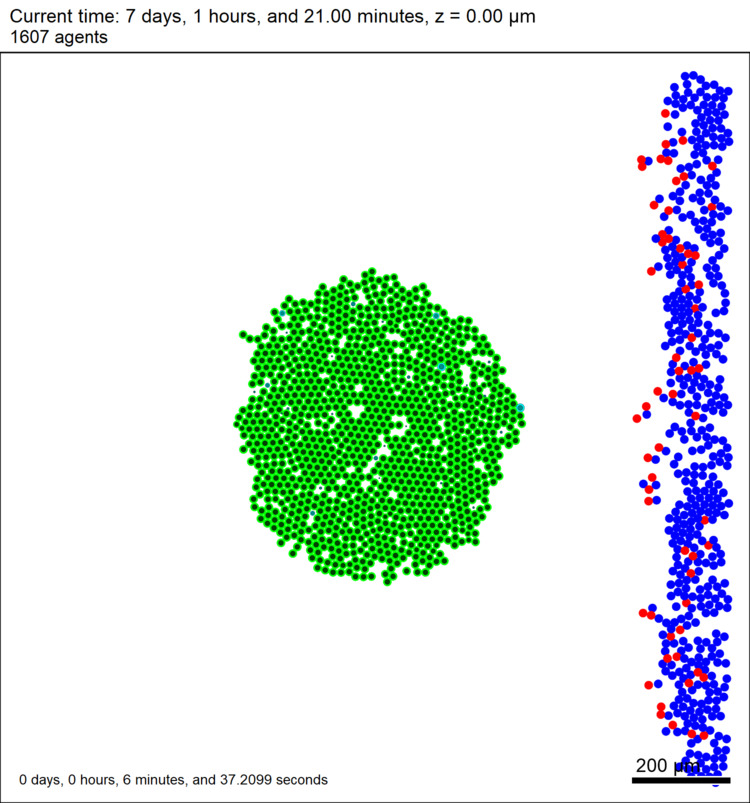 Current time: 7 days, 1 hours, and 21.00 minutes, z = 0.00 μm
1607 agents
200 μm
0 days, 0 hours, 6 minutes, and 37.2099 seconds